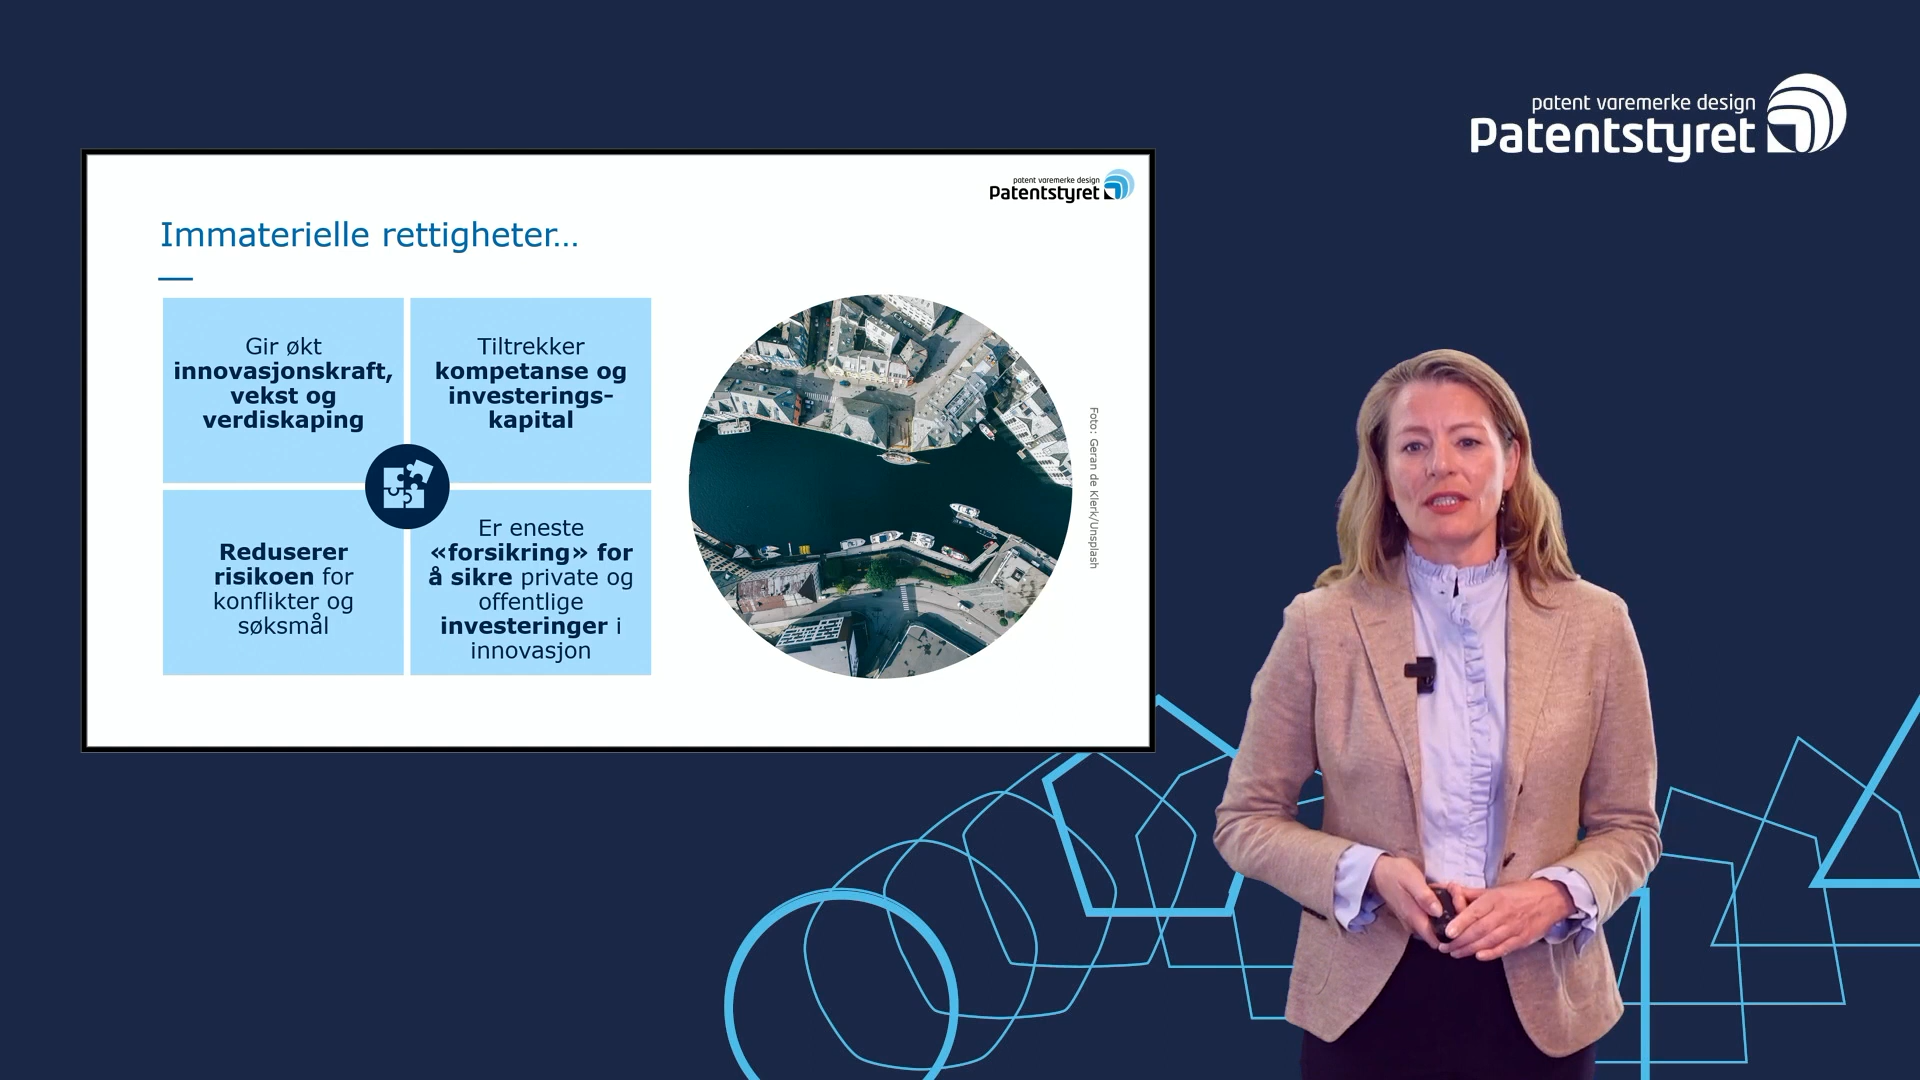 patent varemerke design
Patentstyret
patent varemerke design
Patentstyret
Immaterielle rettigheter...
Gir økt
innovasjonskraft,
vekst og
verdiskaping
Tiltrekker
kompetanse og
investerings-
kapital
Reduserer
risikoen for
konflikter og
søksmål
Er eneste
«forsikring» for
å sikre private og
offentlige
investeringer i
innovasjon
Foto: Geran de Klerk/Unsplash